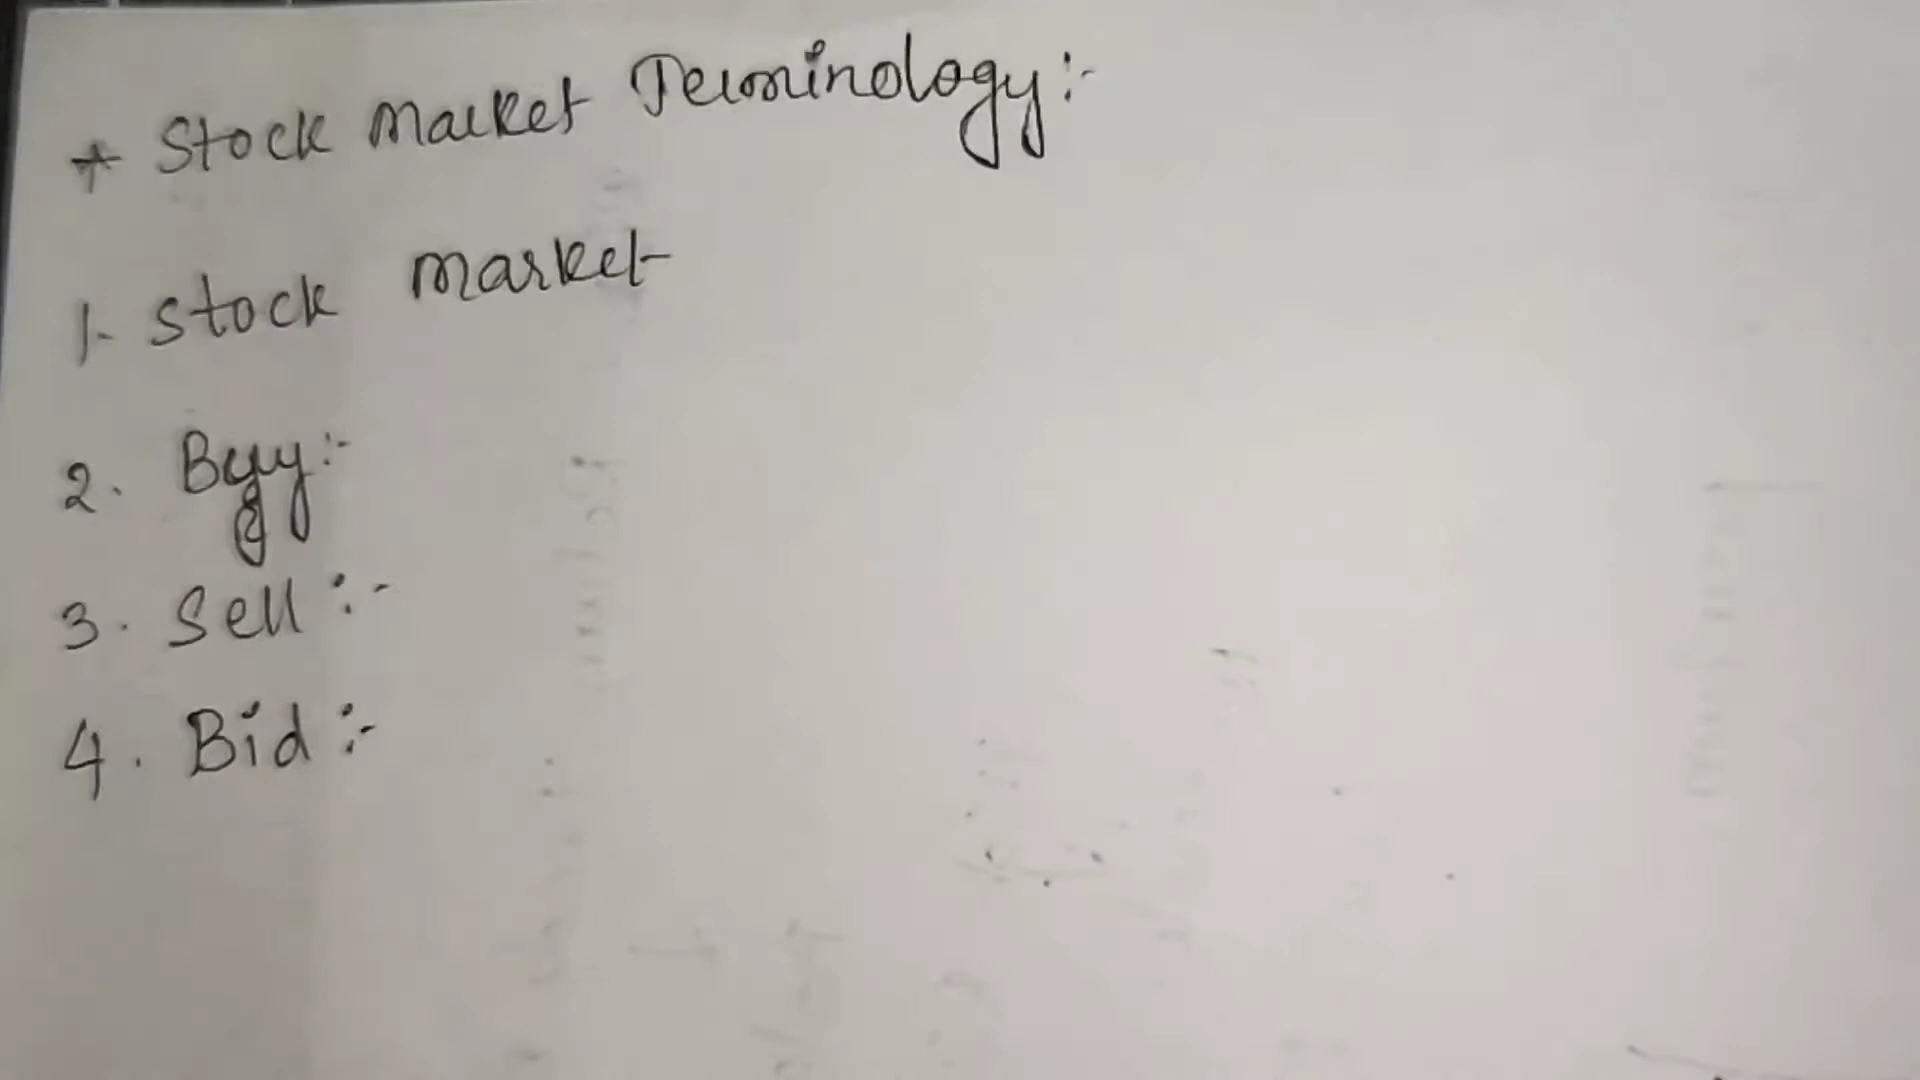 * Stock Market Terminology:-
1. Stock market
2. Buy:-
3. Sell:-
4. Bid:-